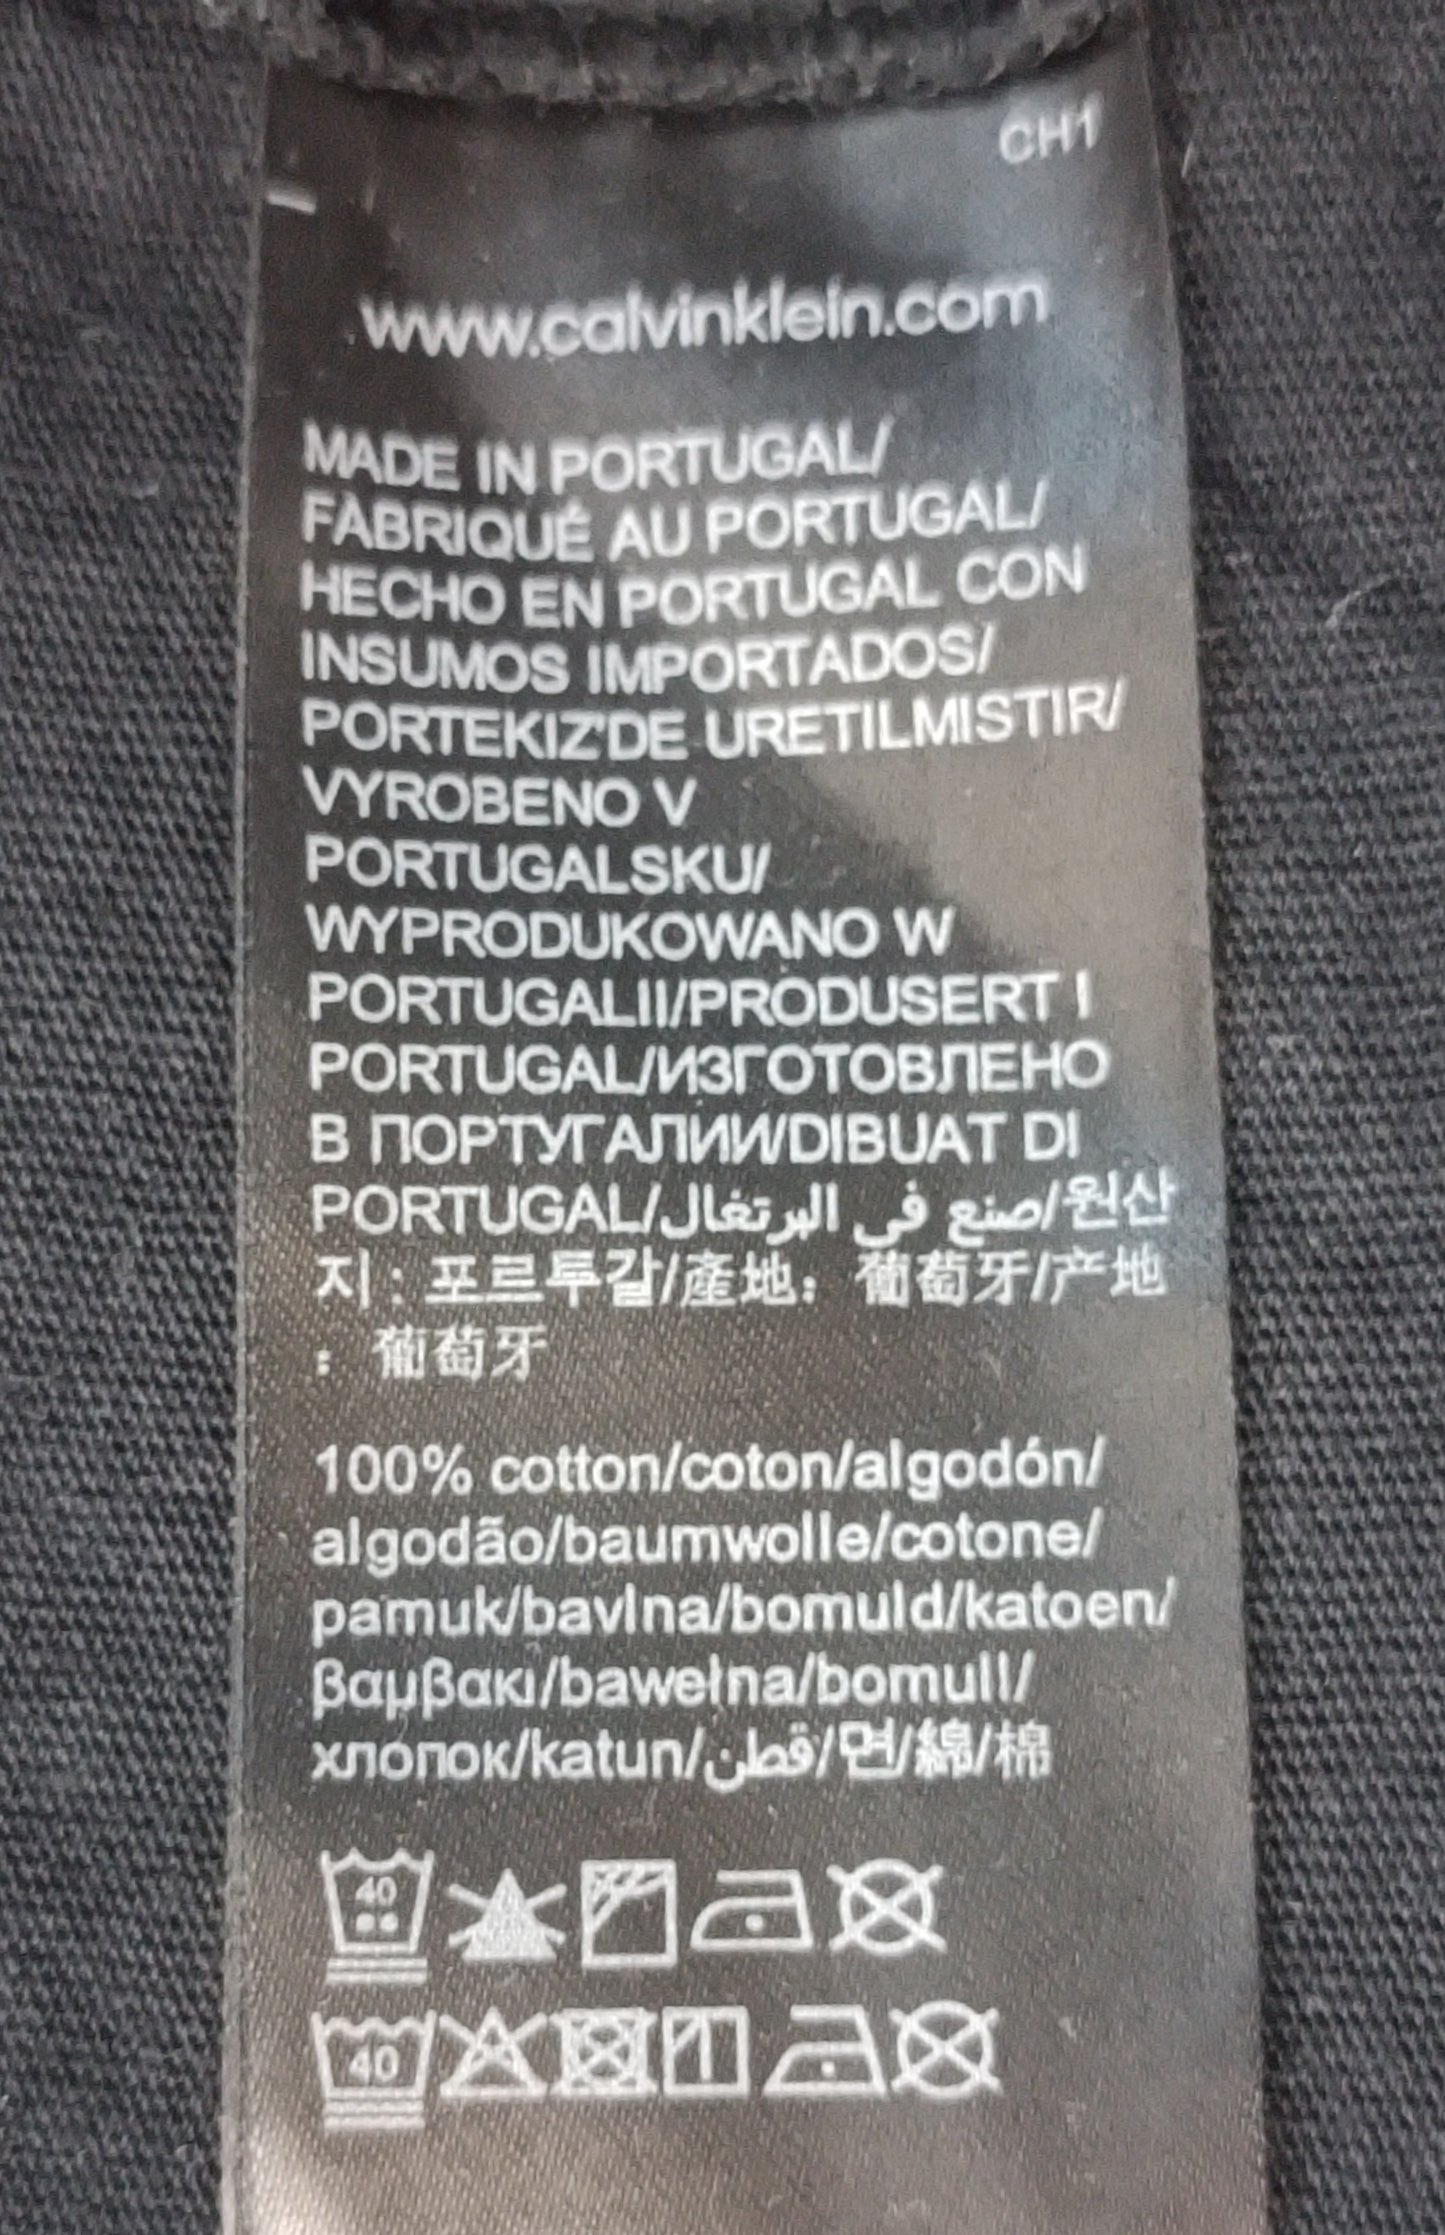 CH1
www.calvinklein.com
MADE IN PORTUGAL/
FABRIQUÉ AU PORTUGAL/
HECHO EN PORTUGAL CON
INSUMOS IMPORTADOS/
PORTEKIZ'DE URETILMISTIR/
VYROBENO V
PORTUGALSKU/
WYPRODUKOWANO W
PORTUGALII/PRODUSERT I
PORTUGAL/ИЗГОТОВЛЕНО
В ПОРТУГАЛИИ/DIBUAT DI
PORTUGAL/صنع في البرتغال/원산
지 : 포르투갈/產地：葡萄牙/产地
：葡萄牙
100% cotton/coton/algodón/
algodão/baumwolle/cotone/
pamuk/bavlna/bomuld/katoen/
βαμβακι/bawełna/bomull/
хлопок/katun/قطن/면/綿/棉
40
40